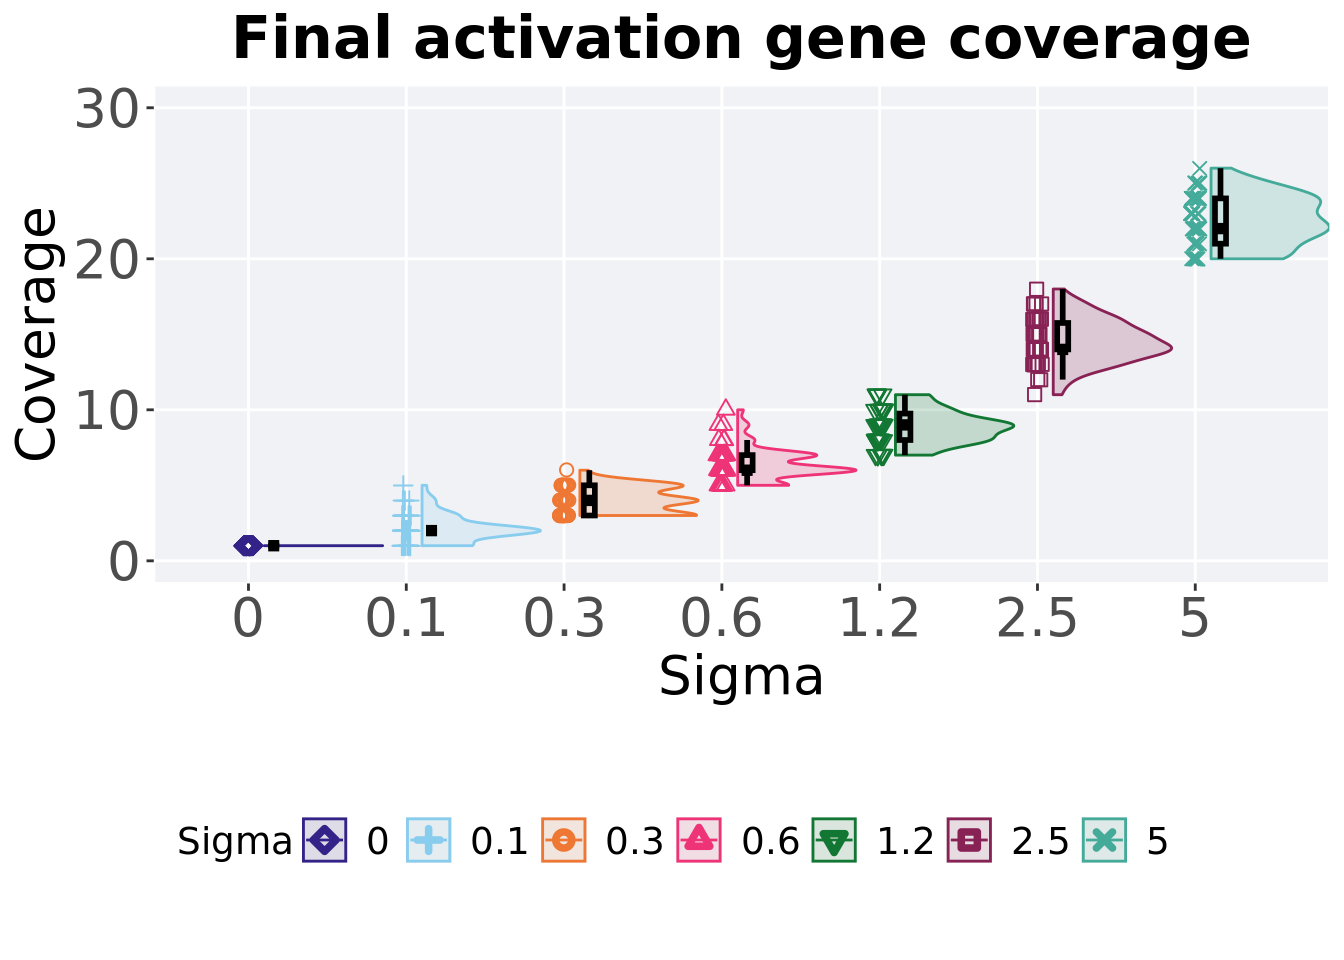 Final activation gene coverage
30
20
10
0
Coverage
0 0.1 0.3 0.6 1.2 2.5 5
Sigma
Sigma 0 0.1 0.3 0.6 1.2 2.5 5